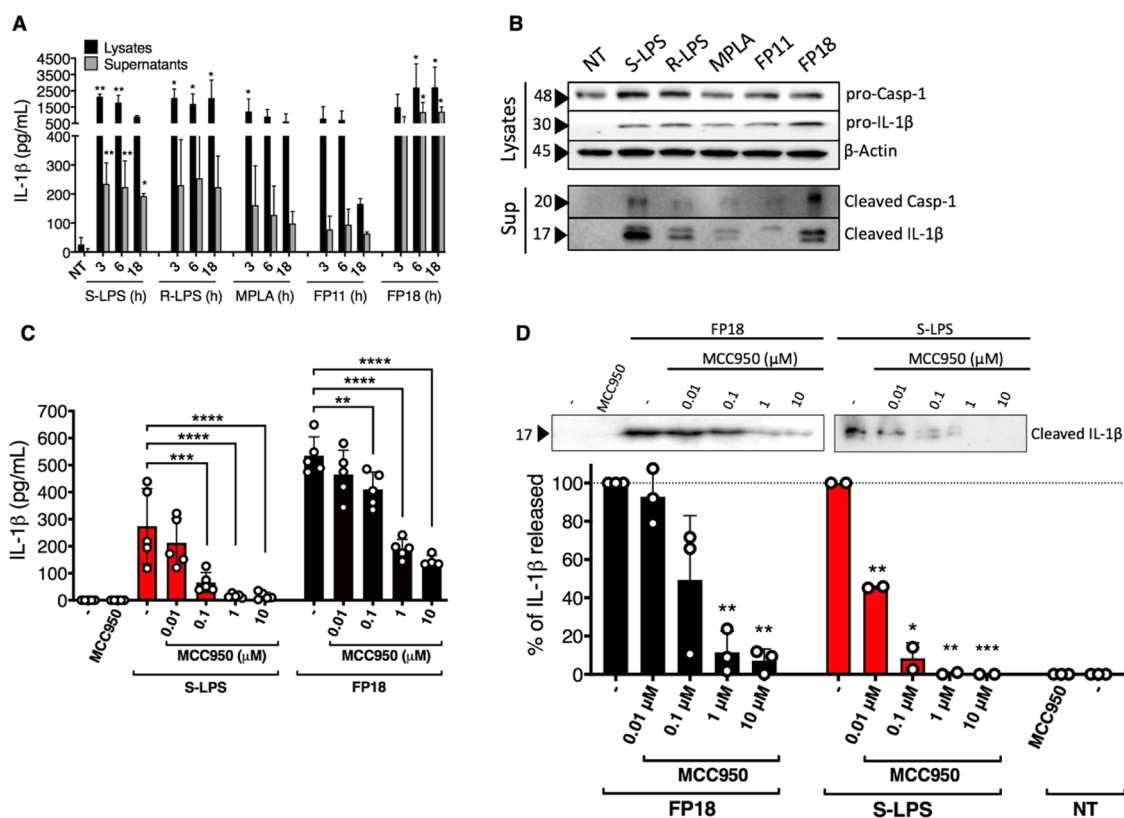 A
Lysates
Supernatants
IL-1β (pg/mL)
4500
3500
2500
1500
500
400
300
200
100
0
** ** * * * * * * * *
** ** *
NT 3 6 18 3 6 18 3 6 18 3 6 18 3 6 18
S-LPS (h) R-LPS (h) MPLA (h) FP11 (h) FP18 (h)
B
NT S-LPS R-LPS MPLA FP11 FP18
Lysates
48 pro-Casp-1
30 pro-IL-1β
45 β-Actin
Sup
20 Cleaved Casp-1
17 Cleaved IL-1β
C
IL-1β (pg/mL)
700
600
500
400
300
200
100
0
****
****
***
****
****
**
- MCC950 - 0.01 0.1 1 10 - 0.01 0.1 1 10
MCC950 (μM) MCC950 (μM)
S-LPS FP18
D
FP18 S-LPS
MCC950 (μM) MCC950 (μM)
- MCC950 - 0.01 0.1 1 10 - 0.01 0.1 1 10
17 Cleaved IL-1β
% of IL-1β released
100
80
60
40
20
0
** ** ** * ** ***
- 0.01 μM 0.1 μM 1 μM 10 μM - 0.01 μM 0.1 μM 1 μM 10 μM MCC950 -
MCC950 MCC950
FP18 S-LPS NT